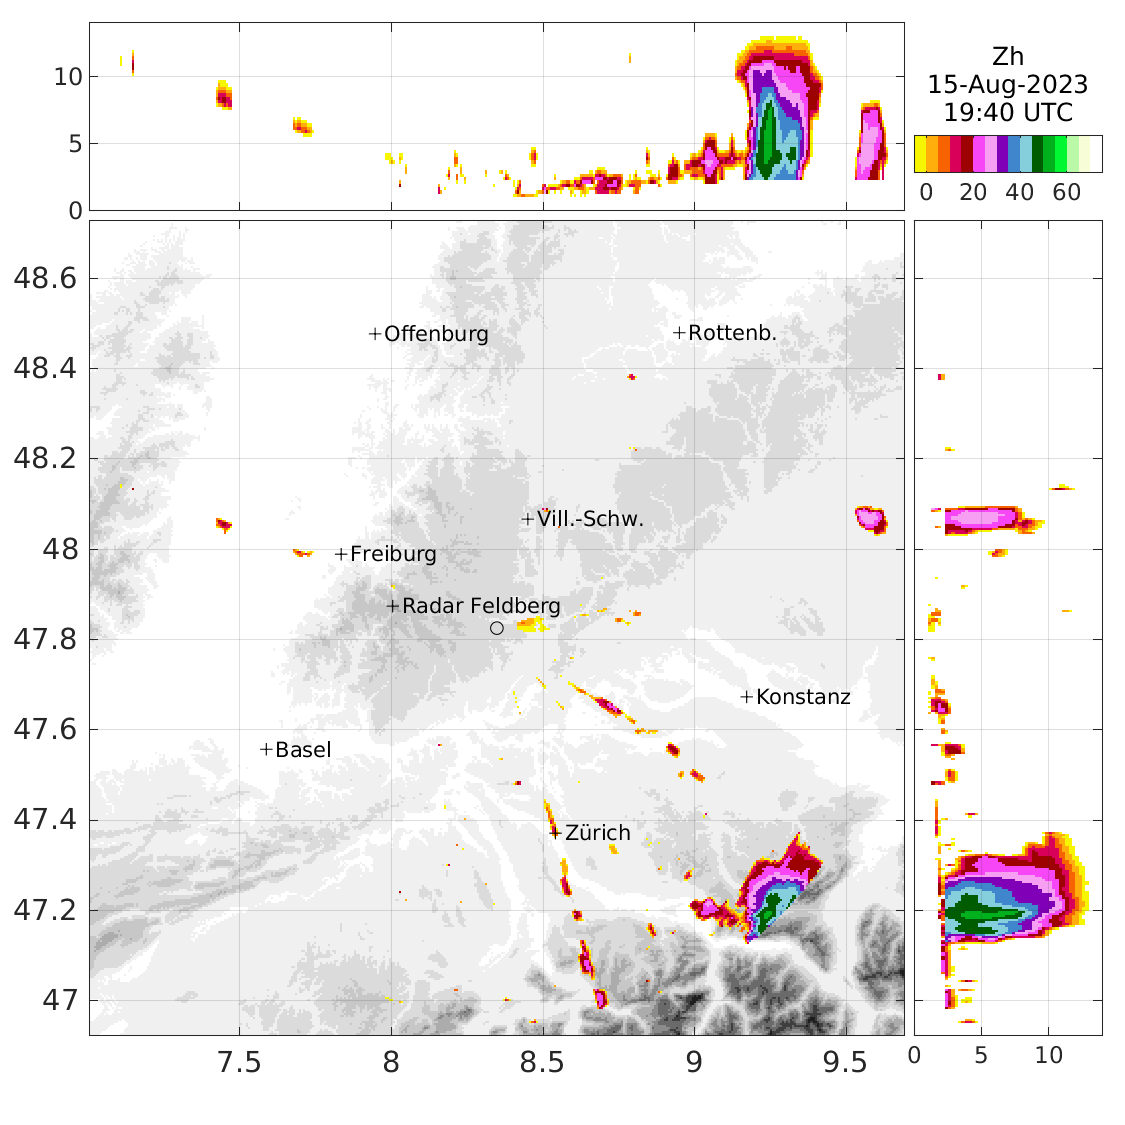 10
5
0
Zh
15-Aug-2023
19:40 UTC
0 20 40 60
48.6
48.4
48.2
48
47.8
47.6
47.4
47.2
47
Offenburg
Rottenb.
Vill.-Schw.
Freiburg
Radar Feldberg
Konstanz
Basel
Zürich
7.5 8 8.5 9 9.5
0 5 10